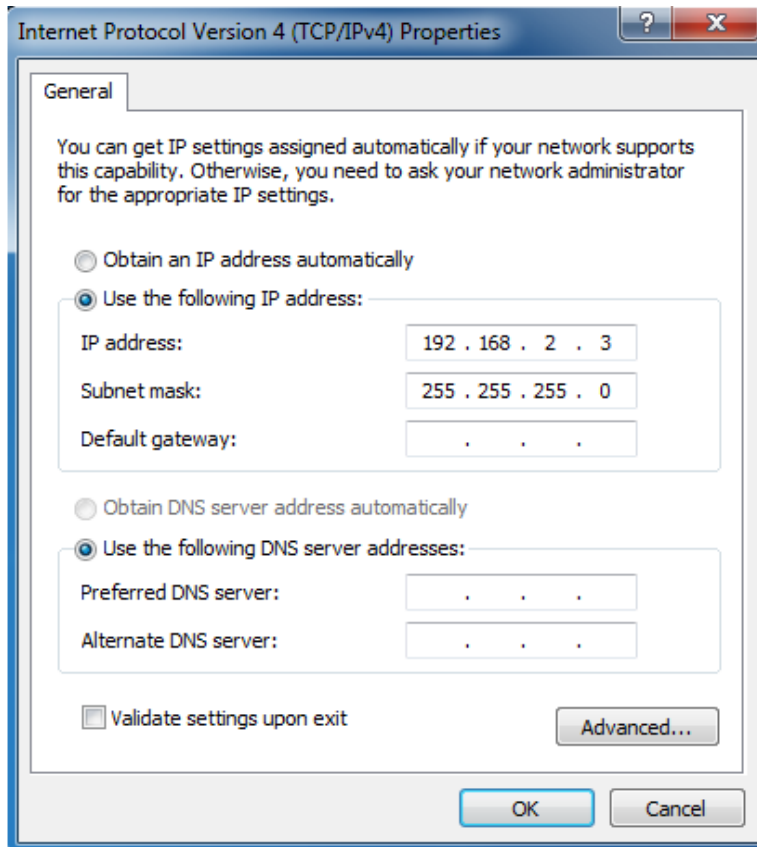 Internet Protocol Version 4 (TCP/IPv4) Properties
?
X
General
You can get IP settings assigned automatically if your network supports
this capability. Otherwise, you need to ask your network administrator
for the appropriate IP settings.
Obtain an IP address automatically
Use the following IP address:
IP address: 192 . 168 . 2 . 3
Subnet mask: 255 . 255 . 255 . 0
Default gateway: . . .
Obtain DNS server address automatically
Use the following DNS server addresses:
Preferred DNS server: . . .
Alternate DNS server: . . .
Validate settings upon exit
Advanced...
OK Cancel